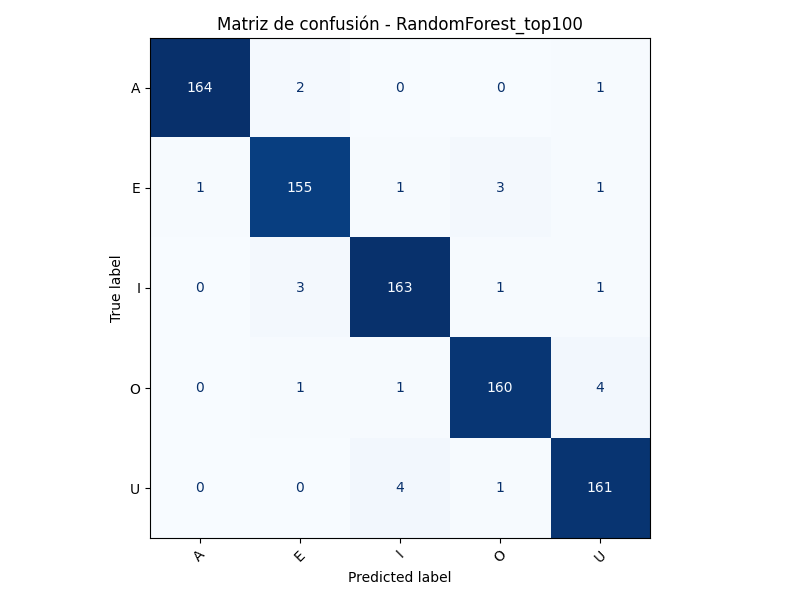 Matriz de confusión - RandomForest_top100
A 164 2 0 0 1
E 1 155 1 3 1
I 0 3 163 1 1
O 0 1 1 160 4
U 0 0 4 1 161
A E I O U
True label
Predicted label